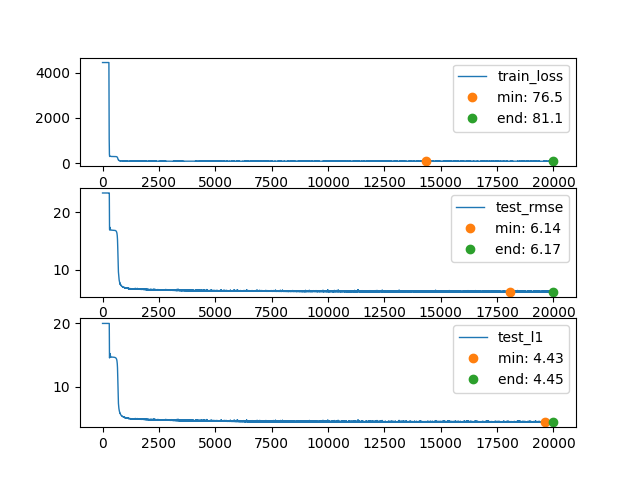 4000
2000
0
train_loss
min: 76.5
end: 81.1
0 2500 5000 7500 10000 12500 15000 17500 20000
20
10
test_rmse
min: 6.14
end: 6.17
0 2500 5000 7500 10000 12500 15000 17500 20000
20
10
test_l1
min: 4.43
end: 4.45
0 2500 5000 7500 10000 12500 15000 17500 20000